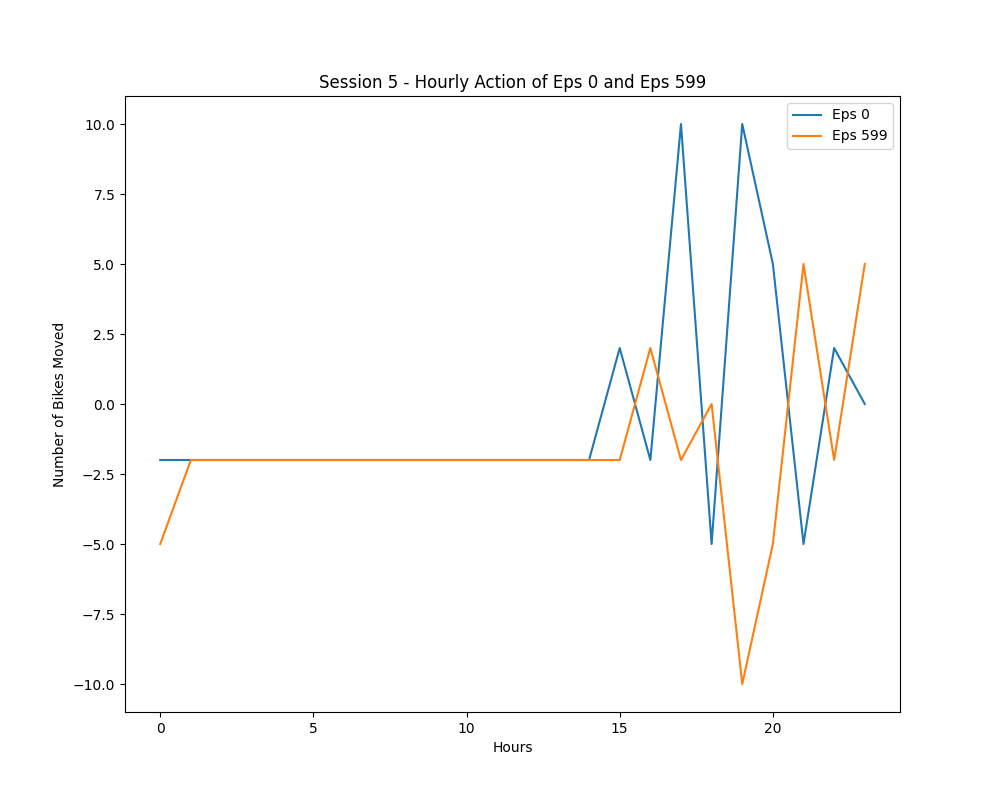 Session 5 - Hourly Action of Eps 0 and Eps 599
Eps 0
Eps 599
10.0
7.5
5.0
2.5
0.0
−2.5
−5.0
−7.5
−10.0
Number of Bikes Moved
0 5 10 15 20
Hours